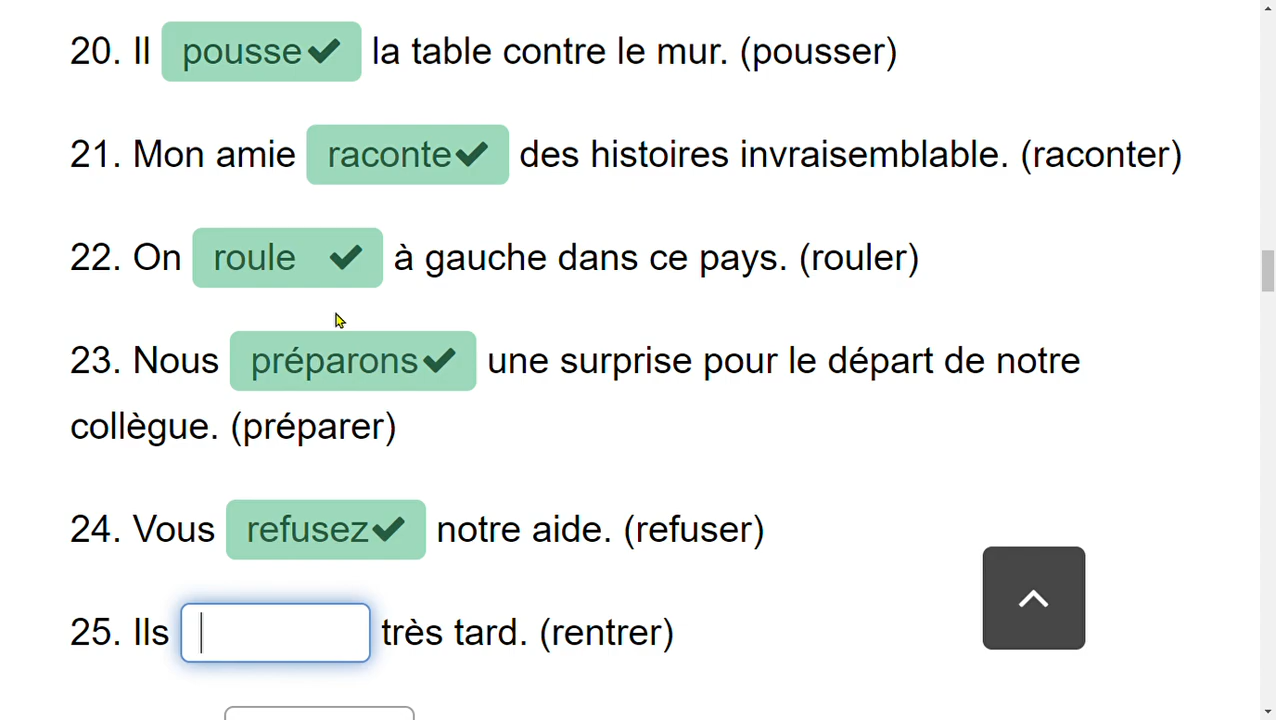 20. Il pousse la table contre le mur. (pousser)
21. Mon amie raconte des histoires invraisemblable. (raconter)
22. On roule à gauche dans ce pays. (rouler)
23. Nous préparons une surprise pour le départ de notre
collègue. (préparer)
24. Vous refusez notre aide. (refuser)
25. Ils très tard. (rentrer)